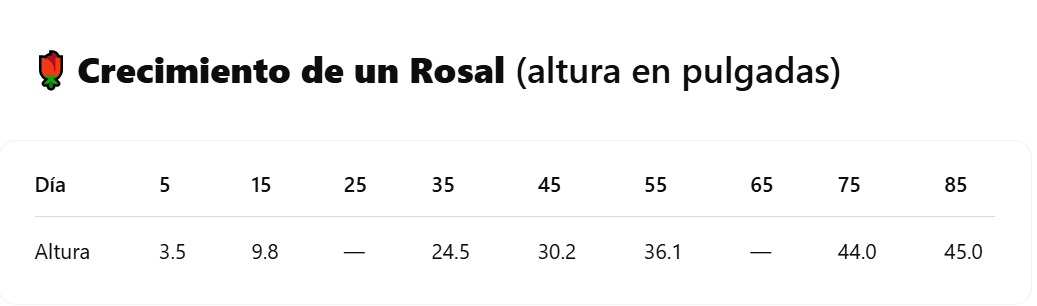 🌹 Crecimiento de un Rosal (altura en pulgadas)
Día 5 15 25 35 45 55 65 75 85
Altura 3.5 9.8 — 24.5 30.2 36.1 — 44.0 45.0